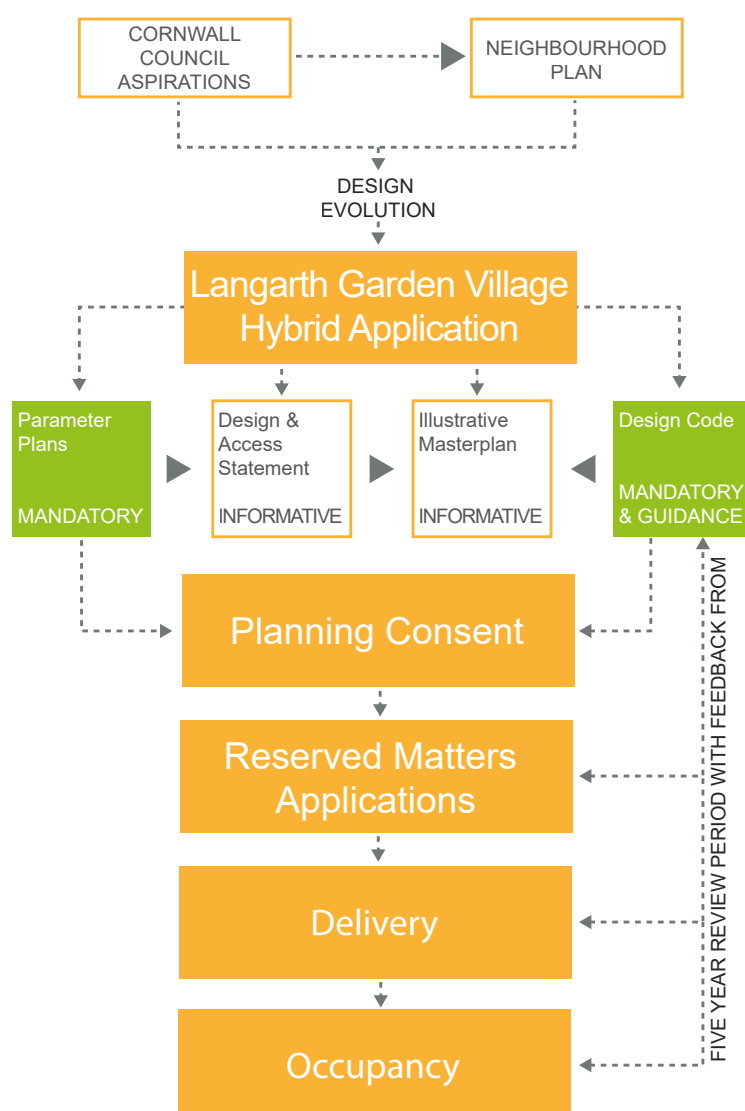 CORNWALL
COUNCIL
ASPIRATIONS
NEIGHBOURHOOD
PLAN
DESIGN
EVOLUTION
Langarth Garden Village
Hybrid Application
Parameter
Plans
MANDATORY
Design &
Access
Statement
INFORMATIVE
Illustrative
Masterplan
INFORMATIVE
Design Code
MANDATORY
& GUIDANCE
Planning Consent
Reserved Matters
Applications
Delivery
Occupancy
FIVE YEAR REVIEW PERIOD WITH FEEDBACK FROM